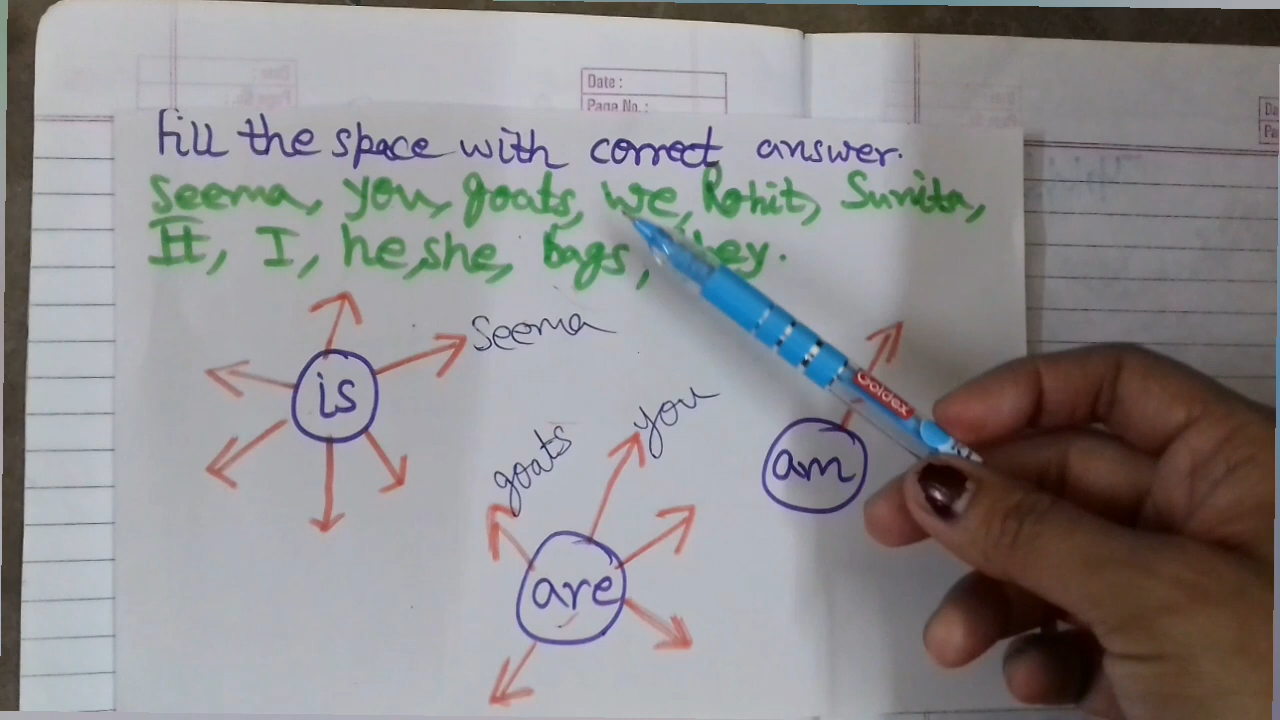 Date :
Page No. :
Fill the space with correct answer.
Seema, you, goats, we, Rohit, Sunita,
It, I, he, she, bags, they.
Seema
is
you
goats
Goldex
am
are